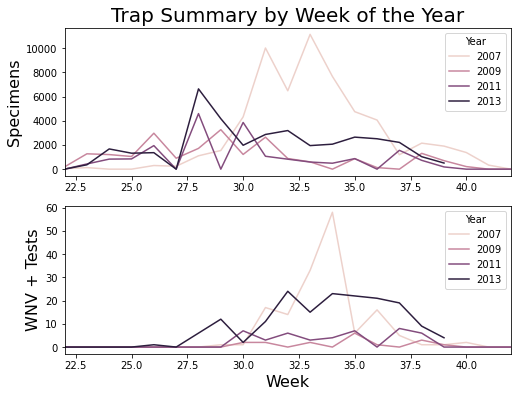 Trap Summary by Week of the Year
Specimens
10000
8000
6000
4000
2000
0
Year
2007
2009
2011
2013
22.5 25.0 27.5 30.0 32.5 35.0 37.5 40.0
WNV + Tests
60
50
40
30
20
10
0
Year
2007
2009
2011
2013
22.5 25.0 27.5 30.0 32.5 35.0 37.5 40.0
Week